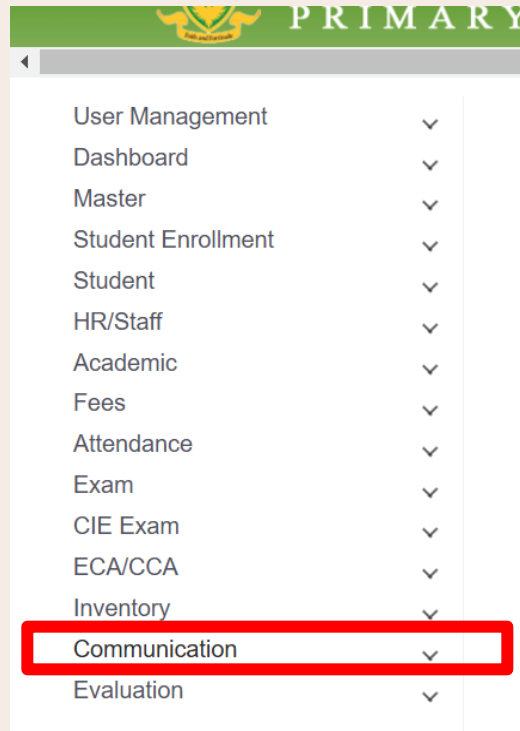 PRIMARY
User Management
Dashboard
Master
Student Enrollment
Student
HR/Staff
Academic
Fees
Attendance
Exam
CIE Exam
ECA/CCA
Inventory
Communication
Evaluation